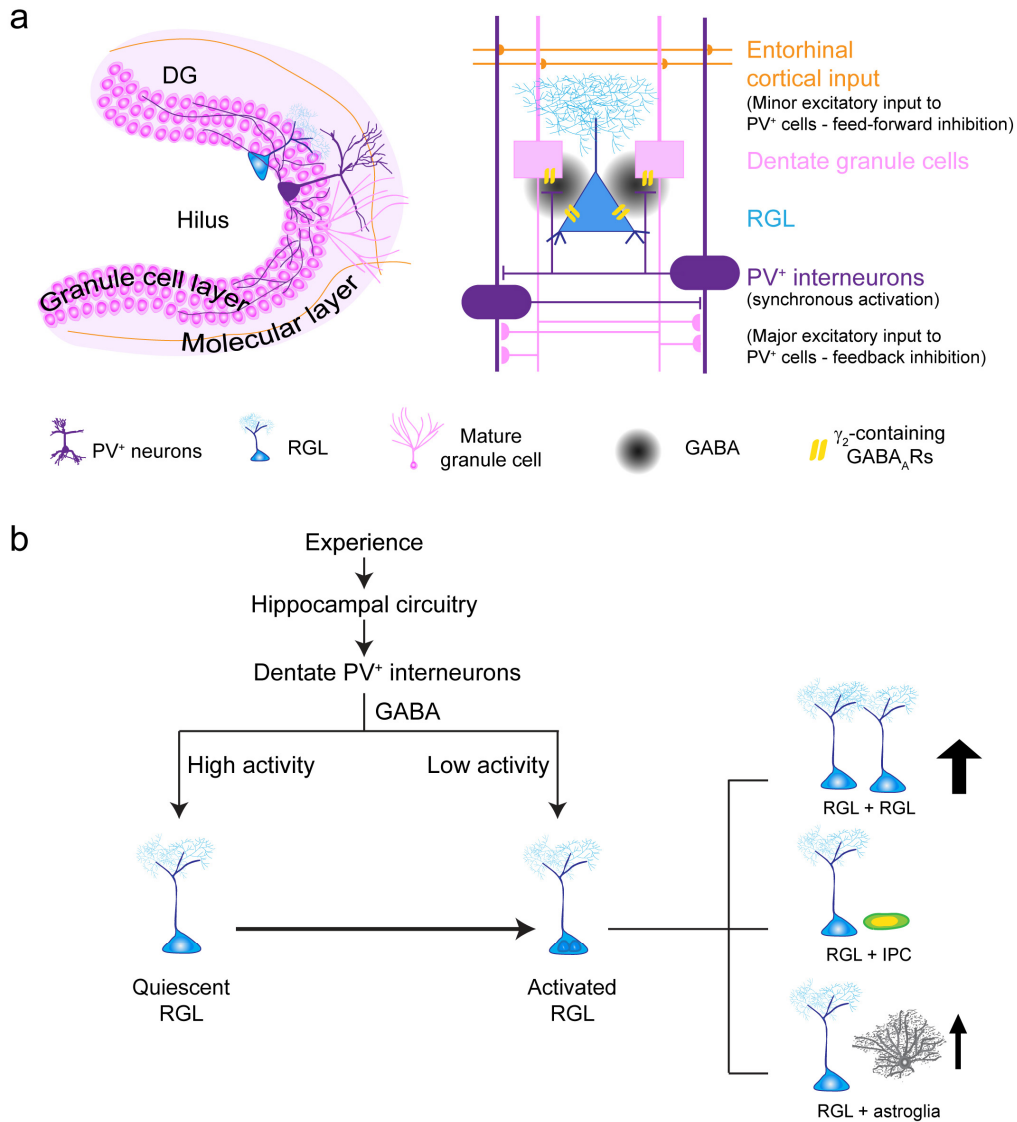 a
DG
Hilus
Granule cell layer
Molecular layer
Entorhinal
cortical input
(Minor excitatory input to
PV⁺ cells - feed-forward inhibition)
Dentate granule cells
RGL
PV⁺ interneurons
(synchronous activation)
(Major excitatory input to
PV⁺ cells - feedback inhibition)
PV⁺ neurons
RGL
Mature
granule cell
GABA
γ₂-containing
GABA_ARs
b
Experience
Hippocampal circuitry
Dentate PV⁺ interneurons
GABA
High activity
Low activity
Quiescent
RGL
Activated
RGL
RGL + RGL
RGL + IPC
RGL + astroglia